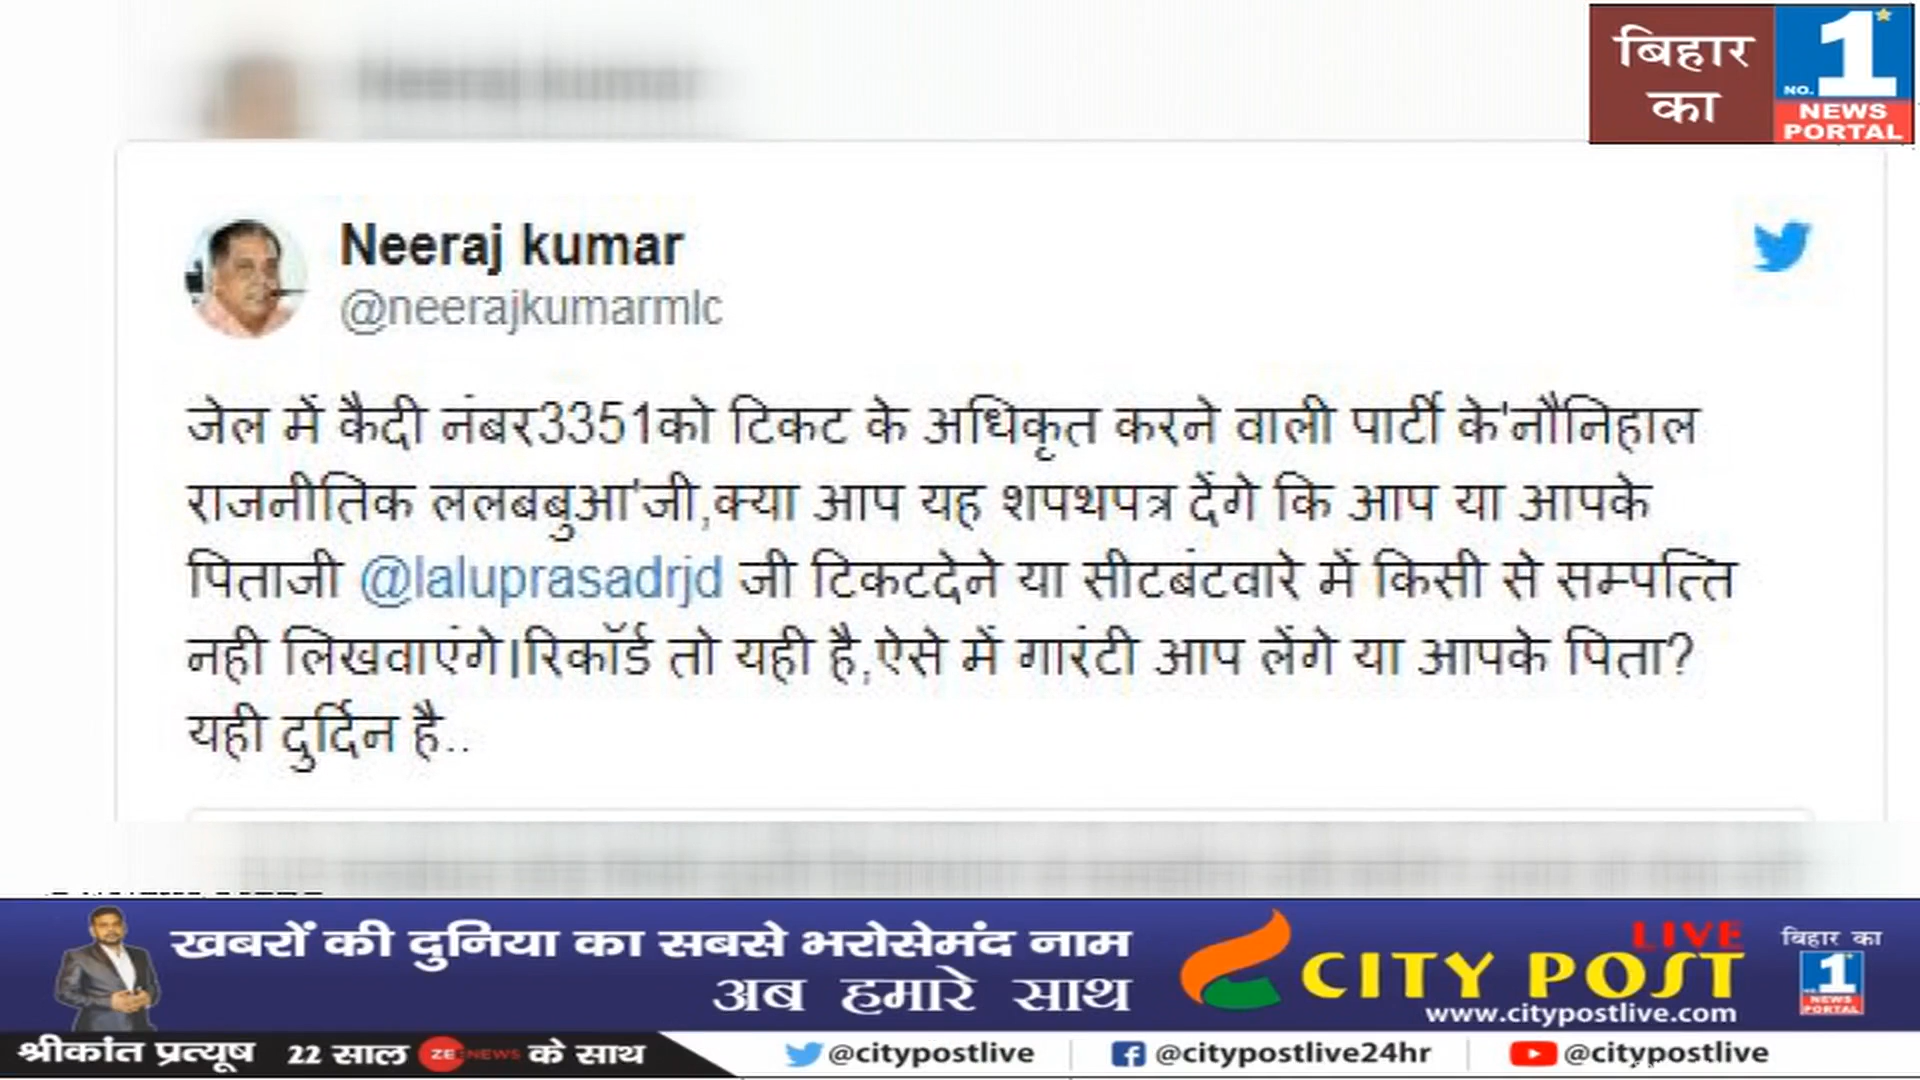 बिहार
का
NO. 1
NEWS
PORTAL
Neeraj kumar
Neeraj kumar
@neerajkumarmlc
जेल में कैदी नंबर3351को टिकट के अधिकृत करने वाली पार्टी के'नौनिहाल
राजनीतिक ललबबुआ'जी,क्या आप यह शपथपत्र देंगे कि आप या आपके
पिताजी @laluprasadrjd जी टिकटदेने या सीटबंटवारे में किसी से सम्पत्ति
नही लिखवाएंगे।रिकॉर्ड तो यही है,ऐसे में गारंटी आप लेंगे या आपके पिता?
यही दुर्दिन है..
खबरों की दुनिया का सबसे भरोसेमंद नाम
अब हमारे साथ
LIVE
CITY POST
www.citypostlive.com
बिहार का
1
NEWS
PORTAL
श्रीकांत प्रत्यूष 22 साल ZEE NEWS के साथ
@citypostlive
@citypostlive24hr
@citypostlive